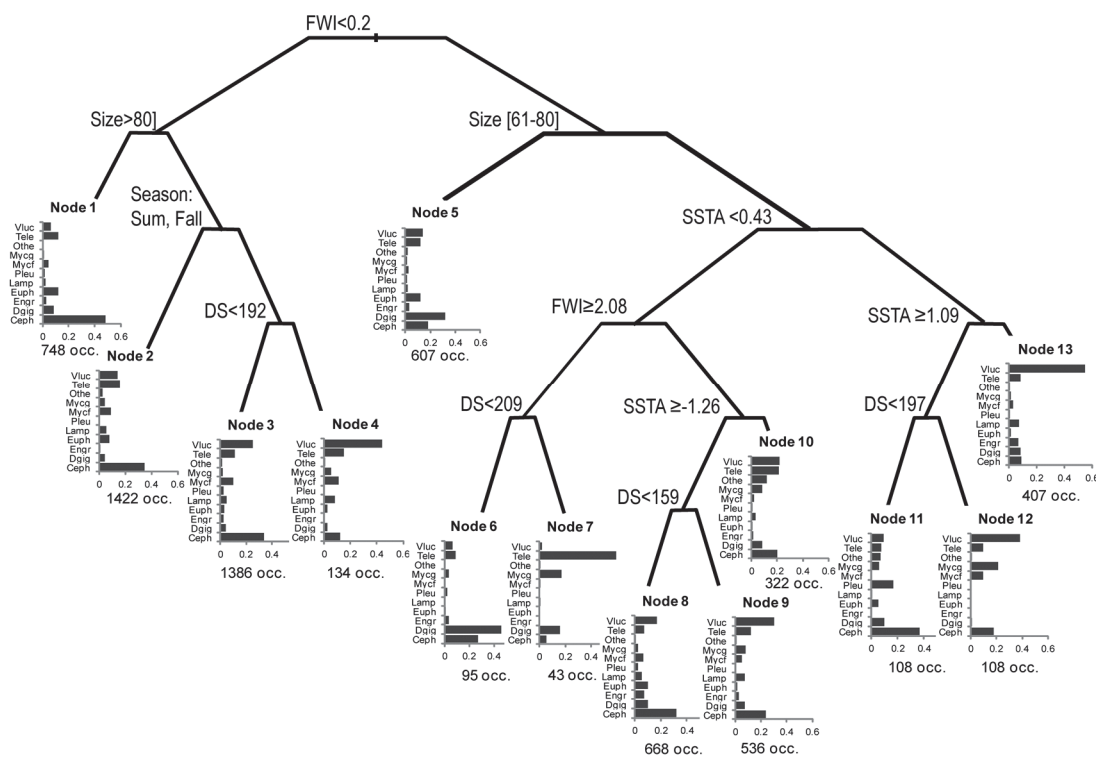 FWI<0.2
Size>80]
Size [61-80]
Season:
Sum, Fall
SSTA <0.43
DS<192
FWI≥2.08
SSTA ≥1.09
DS<209
SSTA ≥-1.26
DS<197
DS<159
Node 1
Vluc
Tele
Othe
Mycg
Mycf
Pleu
Lamp
Euph
Engr
Dgig
Ceph
0 0.2 0.4 0.6
748 occ.
Node 2
Vluc
Tele
Othe
Mycg
Mycf
Pleu
Lamp
Euph
Engr
Dgig
Ceph
0 0.2 0.4 0.6
1422 occ.
Node 3
Vluc
Tele
Othe
Mycg
Mycf
Pleu
Lamp
Euph
Engr
Dgig
Ceph
0 0.2 0.4 0.6
1386 occ.
Node 4
Vluc
Tele
Othe
Mycg
Mycf
Pleu
Lamp
Euph
Engr
Dgig
Ceph
0 0.2 0.4 0.6
134 occ.
Node 5
Vluc
Tele
Othe
Mycg
Mycf
Pleu
Lamp
Euph
Engr
Dgig
Ceph
0 0.2 0.4 0.6
607 occ.
Node 6
Vluc
Tele
Othe
Mycg
Mycf
Pleu
Lamp
Euph
Engr
Dgig
Ceph
0 0.2 0.4
95 occ.
Node 7
Vluc
Tele
Othe
Mycg
Mycf
Pleu
Lamp
Euph
Engr
Dgig
Ceph
0 0.2 0.4 0.6
43 occ.
Node 8
Vluc
Tele
Othe
Mycg
Mycf
Pleu
Lamp
Euph
Engr
Dgig
Ceph
0 0.2 0.4
668 occ.
Node 9
Vluc
Tele
Othe
Mycg
Mycf
Pleu
Lamp
Euph
Engr
Dgig
Ceph
0 0.2 0.4 0.6
536 occ.
Node 10
Vluc
Tele
Othe
Mycg
Mycf
Pleu
Lamp
Euph
Engr
Dgig
Ceph
0 0.2 0.4 0.6
322 occ.
Node 11
Vluc
Tele
Othe
Mycg
Mycf
Pleu
Lamp
Euph
Engr
Dgig
Ceph
0 0.2 0.4
108 occ.
Node 12
Vluc
Tele
Othe
Mycg
Mycf
Pleu
Lamp
Euph
Engr
Dgig
Ceph
0 0.2 0.4 0.6
108 occ.
Node 13
Vluc
Tele
Othe
Mycg
Mycf
Pleu
Lamp
Euph
Engr
Dgig
Ceph
0 0.2 0.4 0.6
407 occ.